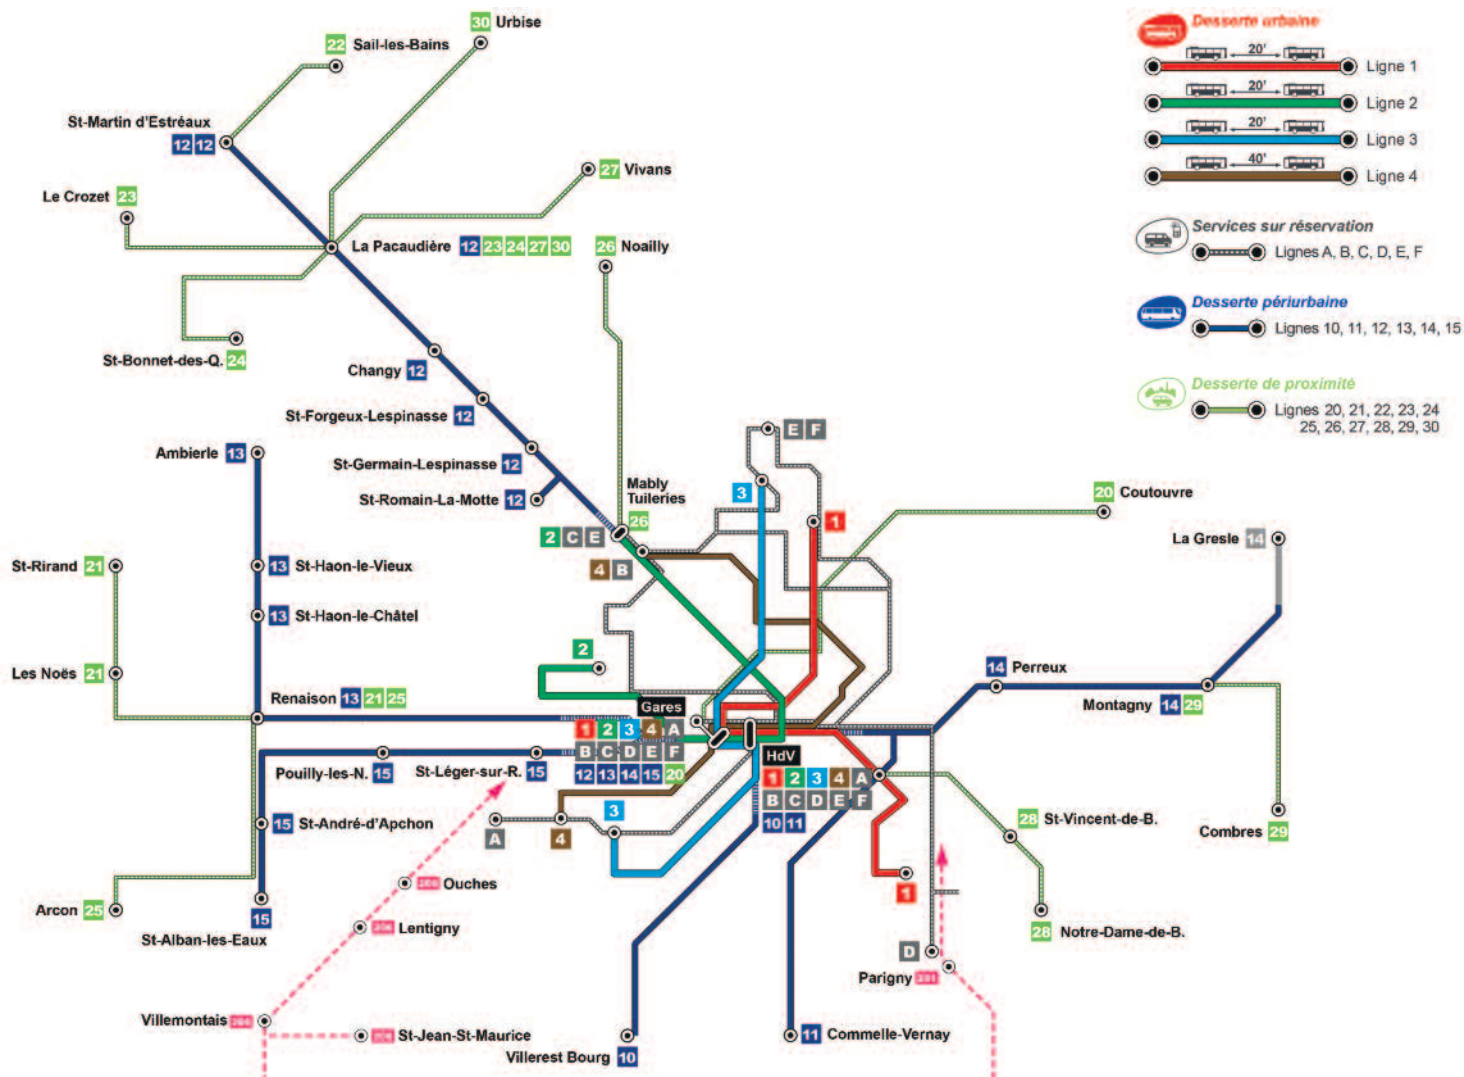 30 Urbise
22 Sail-les-Bains
St-Martin d'Estréaux
12 12
27 Vivans
Le Crozet 23
La Pacaudière 12 23 24 27 30
26 Noailly
St-Bonnet-des-Q. 24
Changy 12
St-Forgeux-Lespinasse 12
St-Germain-Lespinasse 12
St-Romain-La-Motte 12
Ambierle 13
E F
3
1
Mably
Tuileries
26
2 C E
4 B
20 Coutouvre
La Gresle 14
St-Rirand 21
13 St-Haon-le-Vieux
13 St-Haon-le-Châtel
2
Les Noës 21
14 Perreux
Renaison 13 21 25
Montagny 14 29
Gares
1 2 3 4 A
B C D E F
12 13 14 15 20
HdV
1 2 3 4 A
B C D E F
10 11
Pouilly-les-N. 15
St-Léger-sur-R. 15
15 St-André-d'Apchon
A
4
3
28 St-Vincent-de-B.
Combres 29
1
Arcon 25
15
St-Alban-les-Eaux
Ouches
Lentigny
28 Notre-Dame-de-B.
D
Parigny
Villemontais
St-Jean-St-Maurice
Villerest Bourg 10
11 Commelle-Vernay
Desserte urbaine
20' Ligne 1
20' Ligne 2
20' Ligne 3
40' Ligne 4
Services sur réservation
Lignes A, B, C, D, E, F
Desserte périurbaine
Lignes 10, 11, 12, 13, 14, 15
Desserte de proximité
Lignes 20, 21, 22, 23, 24
25, 26, 27, 28, 29, 30